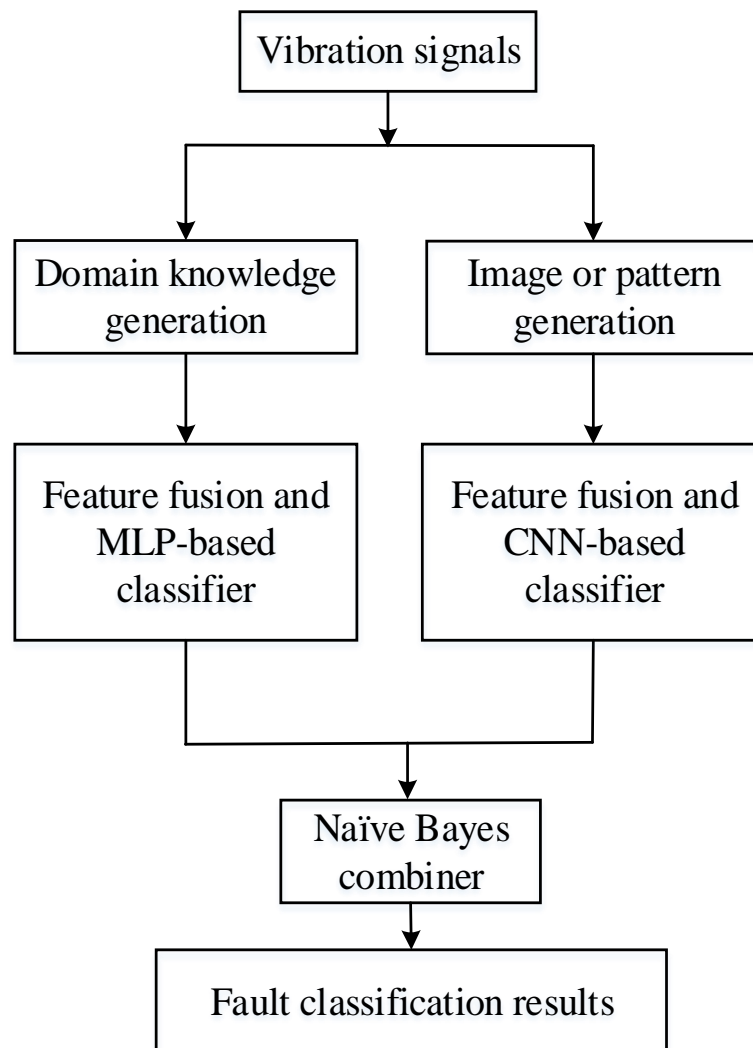 Vibration signals
Domain knowledge
generation
Image or pattern
generation
Feature fusion and
MLP-based
classifier
Feature fusion and
CNN-based
classifier
Naïve Bayes
combiner
Fault classification results